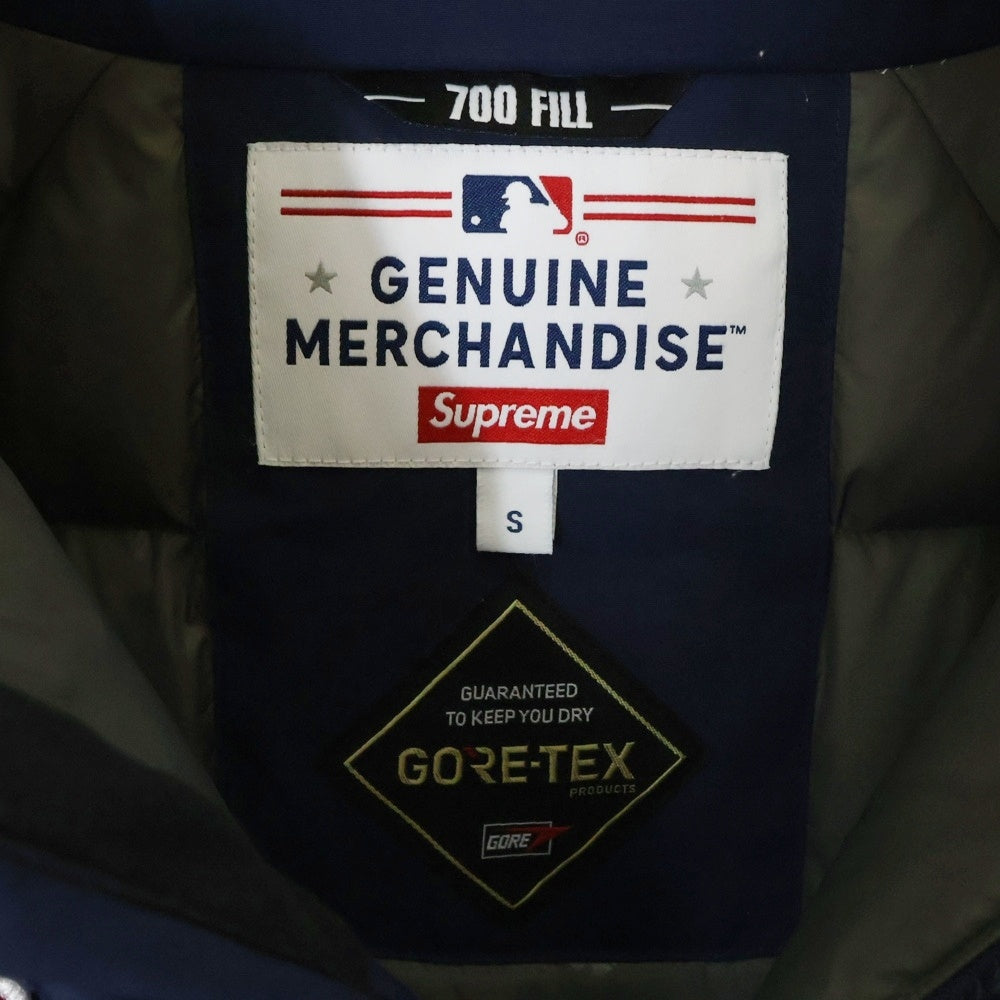 700 FILL
®
GENUINE
MERCHANDISE™
Supreme
S
GUARANTEED
TO KEEP YOU DRY
GORE-TEX
PRODUCTS
GORE